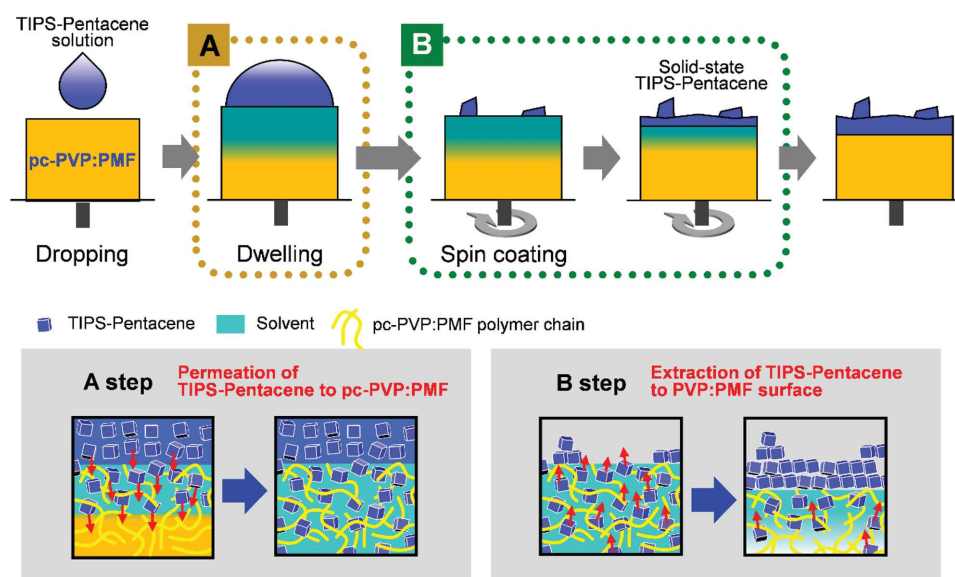 TIPS-Pentacene
solution
A
B
Solid-state
TIPS-Pentacene
pc-PVP:PMF
Dropping
Dwelling
Spin coating
TIPS-Pentacene
Solvent
pc-PVP:PMF polymer chain
A step
Permeation of
TIPS-Pentacene to pc-PVP:PMF
B step
Extraction of TIPS-Pentacene
to PVP:PMF surface